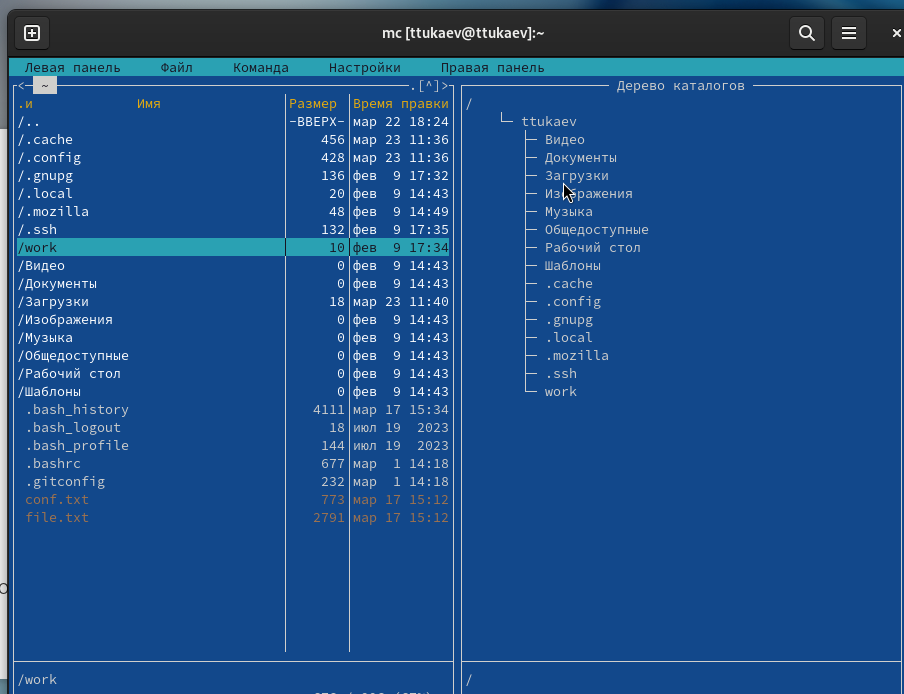 mc [ttukaev@ttukaev]:~
Левая панель Файл Команда Настройки Правая панель
<─ ~ .[^]>
.и Имя Размер Время правки
/.. -ВВЕРХ- мар 22 18:24
/.cache 456 мар 23 11:36
/.config 428 мар 23 11:36
/.gnupg 136 фев 9 17:32
/.local 20 фев 9 14:43
/.mozilla 48 фев 9 14:49
/.ssh 132 фев 9 17:35
/work 10 фев 9 17:34
/Видео 0 фев 9 14:43
/Документы 0 фев 9 14:43
/Загрузки 18 мар 23 11:40
/Изображения 0 фев 9 14:43
/Музыка 0 фев 9 14:43
/Общедоступные 0 фев 9 14:43
/Рабочий стол 0 фев 9 14:43
/Шаблоны 0 фев 9 14:43
.bash_history 4111 мар 17 15:34
.bash_logout 18 июл 19 2023
.bash_profile 144 июл 19 2023
.bashrc 677 мар 1 14:18
.gitconfig 232 мар 1 14:18
conf.txt 773 мар 17 15:12
file.txt 2791 мар 17 15:12
/work
Дерево каталогов
/
ttukaev
Видео
Документы
Загрузки
Изображения
Музыка
Общедоступные
Рабочий стол
Шаблоны
.cache
.config
.gnupg
.local
.mozilla
.ssh
work
/